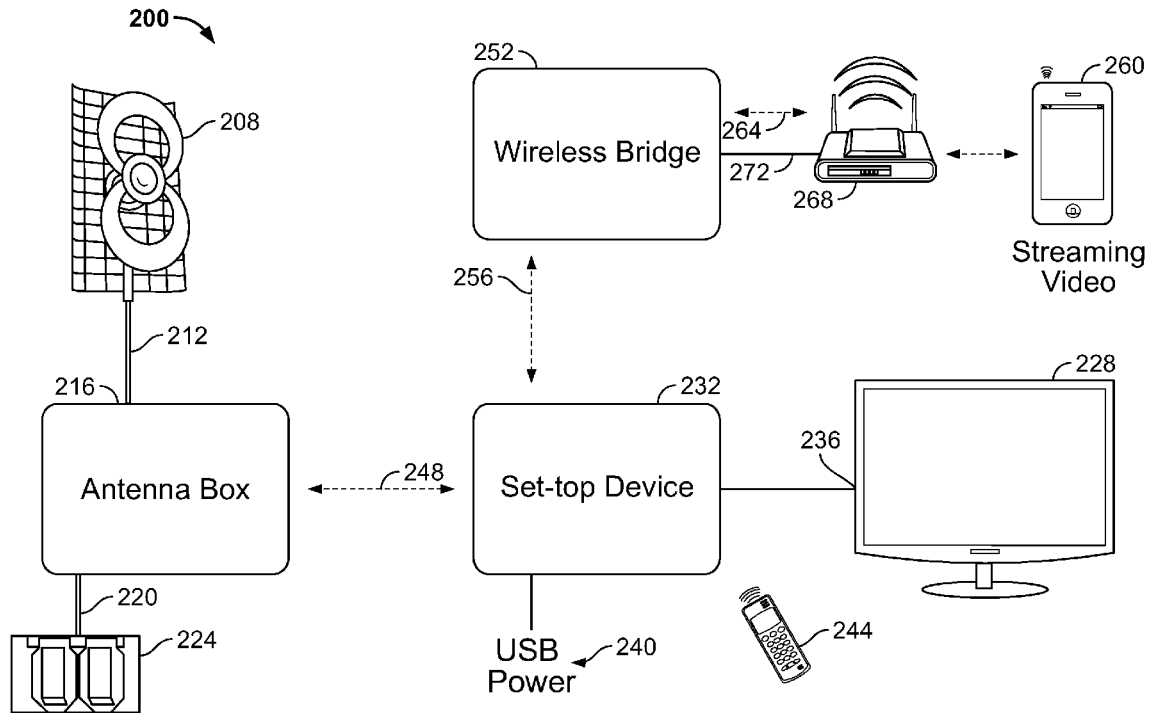 200
208
212
216
Antenna Box
220
224
248
252
Wireless Bridge
256
264
272
268
260
Streaming
Video
232
Set-top Device
236
228
USB
Power
240
244